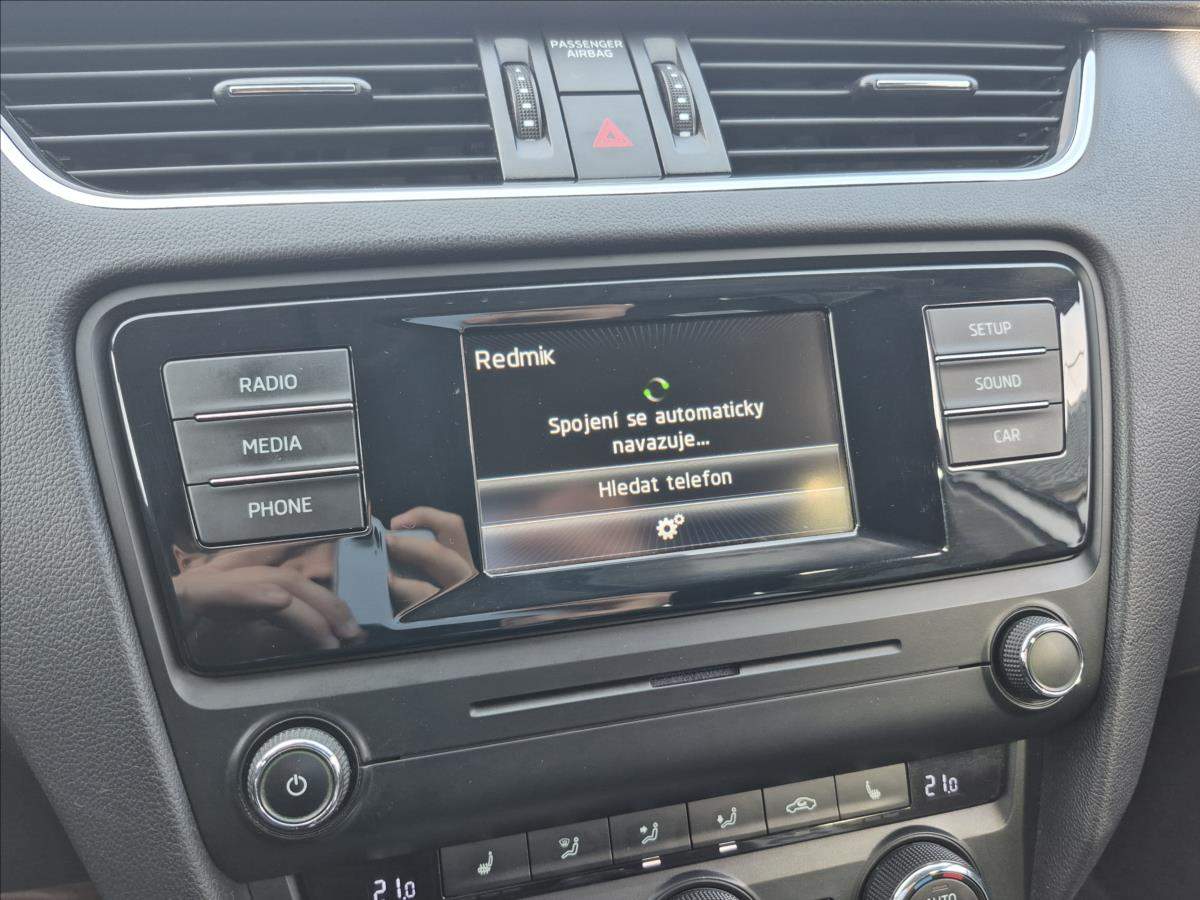 PASSENGER
AIRBAG
RADIO
MEDIA
PHONE
Redmik
Spojení se automaticky
navazuje...
Hledat telefon
SETUP
SOUND
CAR
21.0
21.0
AUTO